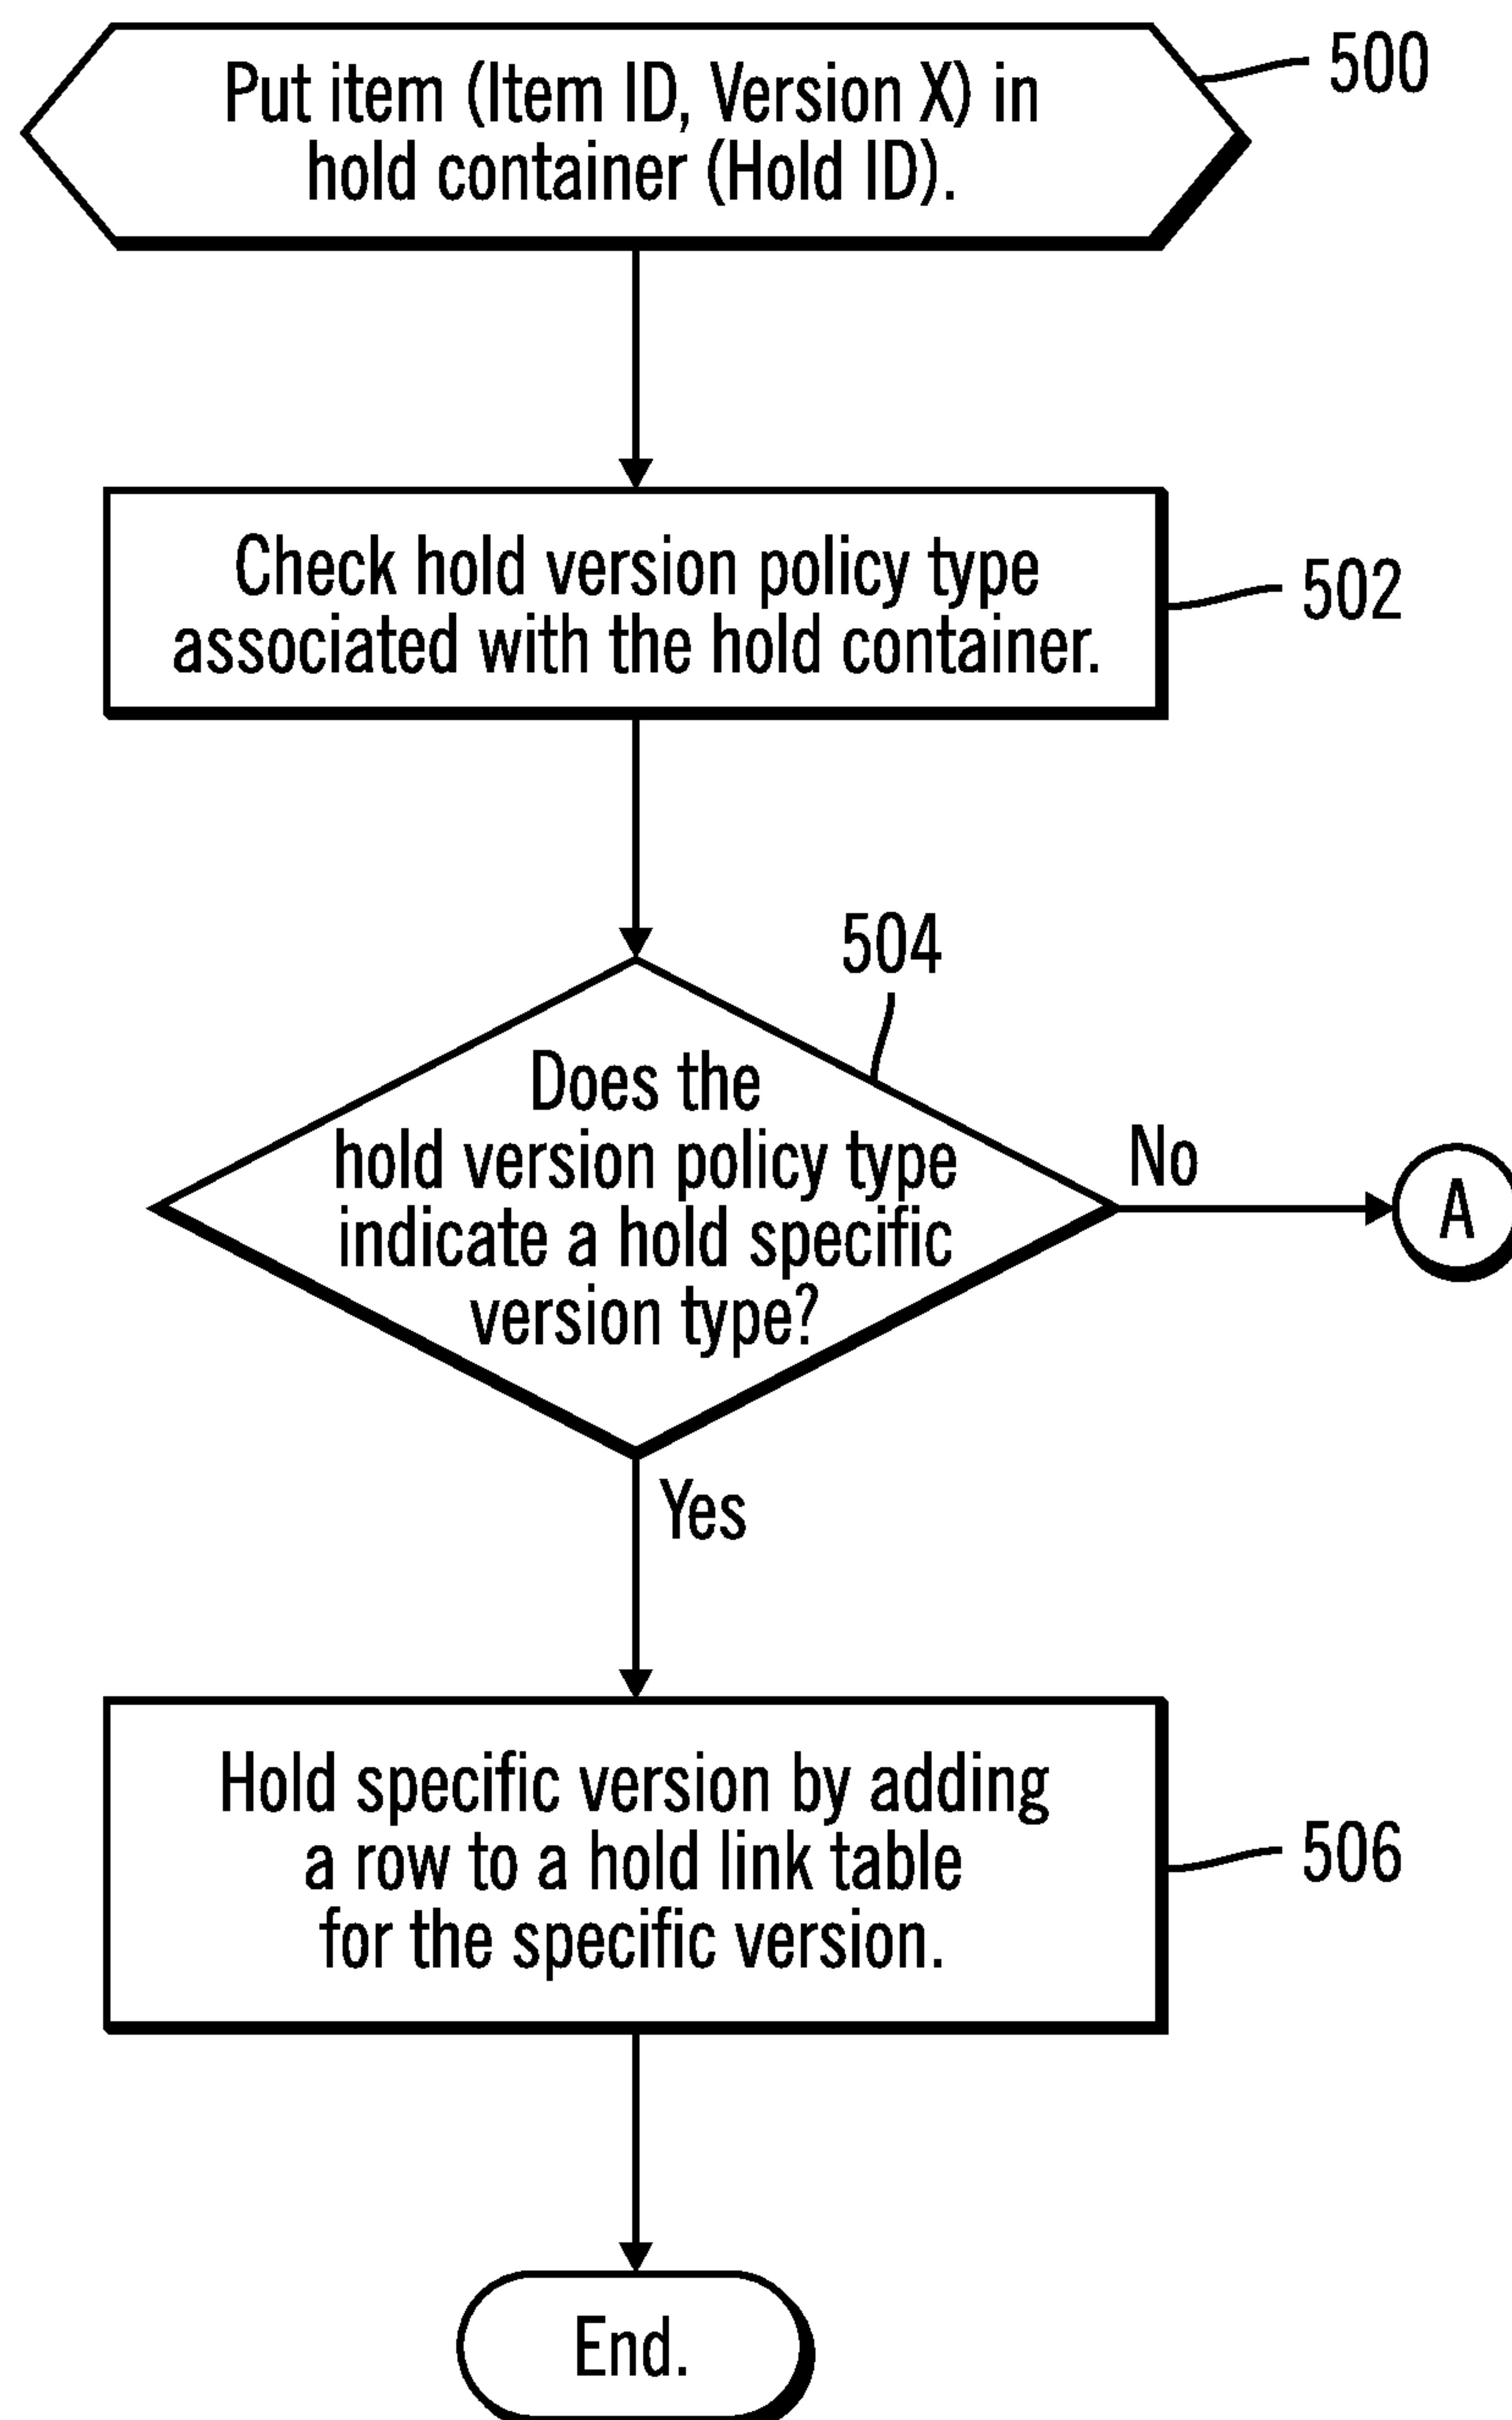 Put item (Item ID, Version X) in
hold container (Hold ID).
500
Check hold version policy type
associated with the hold container.
502
504
Does the
hold version policy type
indicate a hold specific
version type?
No
A
Yes
Hold specific version by adding
a row to a hold link table
for the specific version.
506
End.